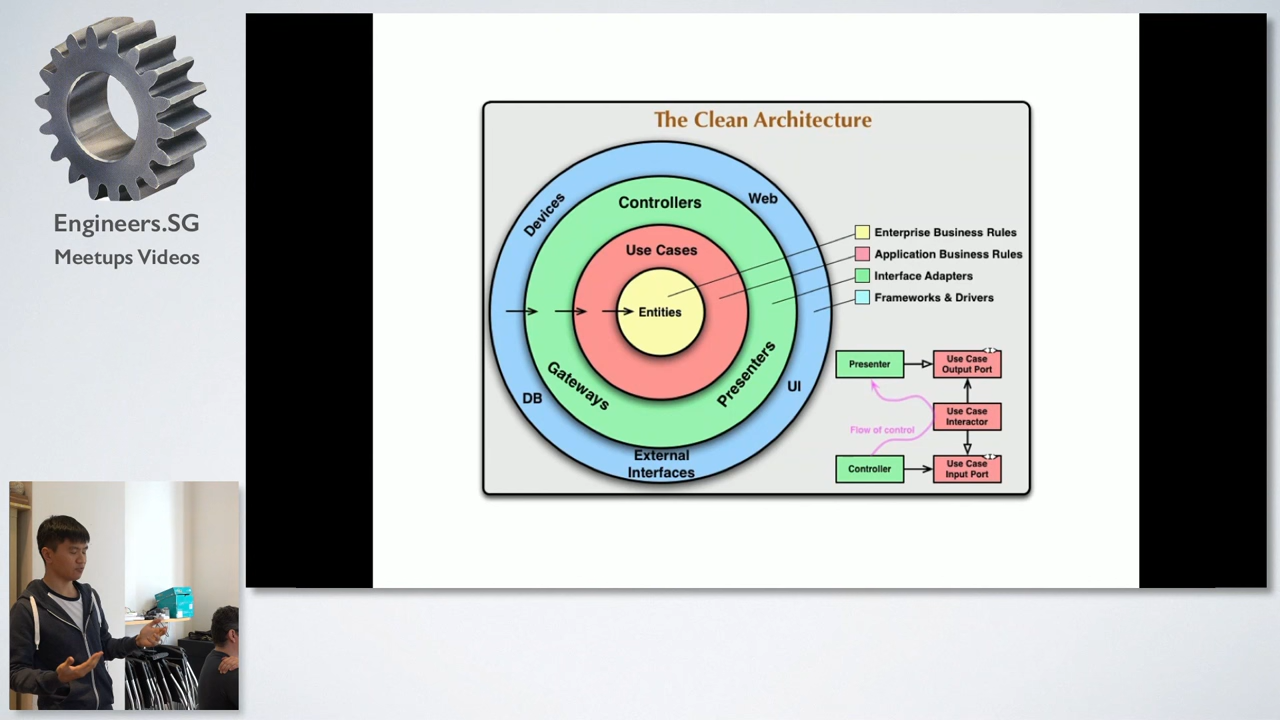 Engineers.SG
Meetups Videos
The Clean Architecture
Devices
Controllers
Web
Use Cases
Entities
Gateways
Presenters
DB
UI
External
Interfaces
Enterprise Business Rules
Application Business Rules
Interface Adapters
Frameworks & Drivers
Presenter
Use Case
Output Port
Flow of control
Use Case
Interactor
Controller
Use Case
Input Port